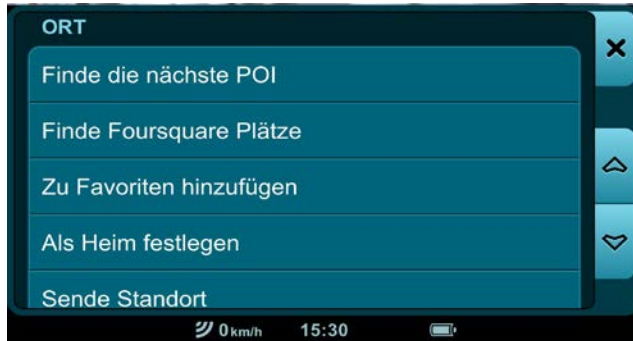 ORT
Finde die nächste POI
Finde Foursquare Plätze
Zu Favoriten hinzufügen
Als Heim festlegen
Sende Standort
0 km/h 15:30